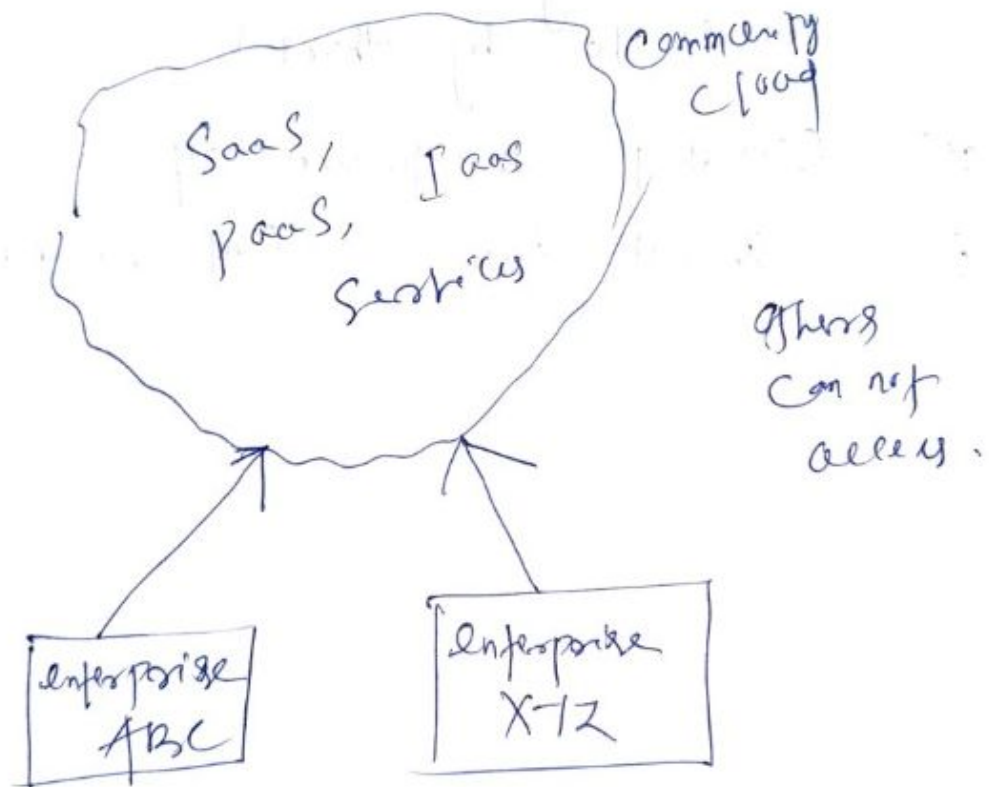 Community
Cloud
SaaS, Iaas
PaaS,
Services
Others
Can not
access.
enterprise
ABC
enterprise
XYZ